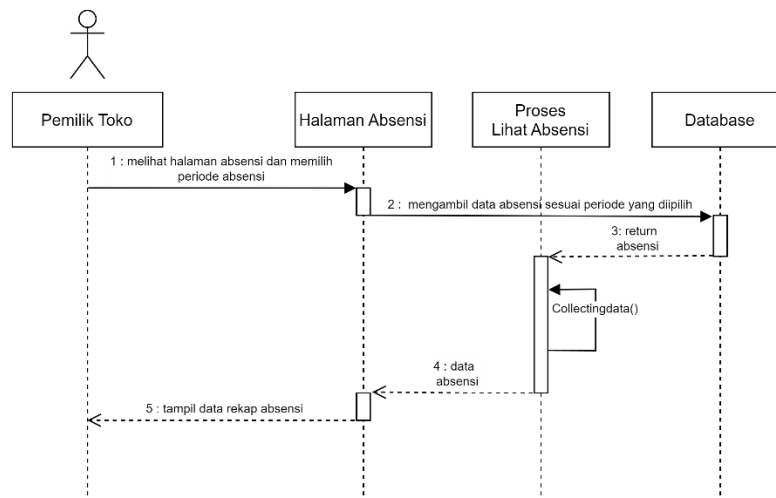 Pemilik Toko
Halaman Absensi
Proses
Lihat Absensi
Database
1 : melihat halaman absensi dan memilih
periode absensi
2 : mengambil data absensi sesuai periode yang diipilih
3: return
absensi
Collectingdata()
4 : data
absensi
5 : tampil data rekap absensi